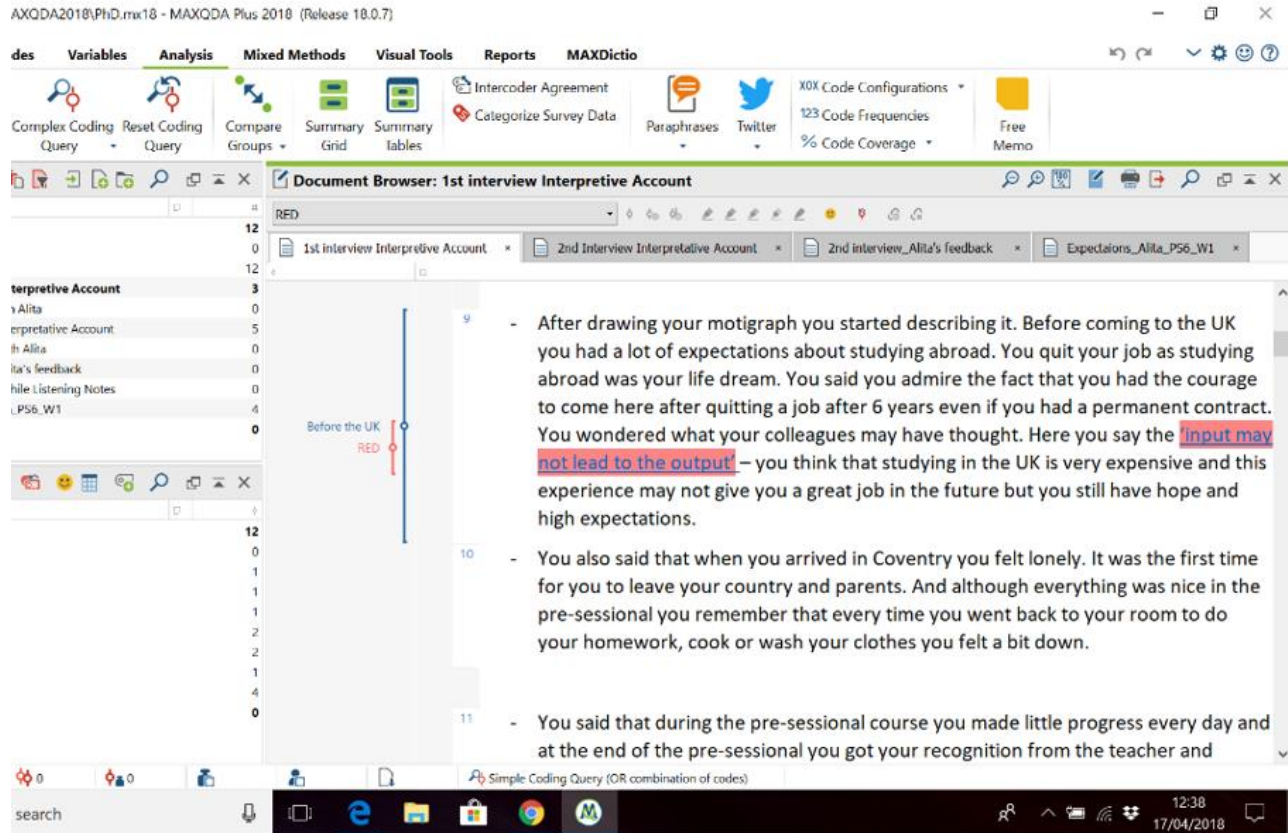 AXQDA2018\PhD.mx18 - MAXQDA Plus 2018 (Release 18.0.7)
des Variables Analysis Mixed Methods Visual Tools Reports MAXDictio
Complex Coding Query
Reset Coding Query
Compare Groups
Summary Grid
Summary Tables
Intercoder Agreement
Categorize Survey Data
Paraphrases
Twitter
XOX Code Configurations
123 Code Frequencies
% Code Coverage
Free Memo
Document Browser: 1st interview Interpretive Account
RED
1st interview Interpretive Account
2nd Interview Interpretative Account
2nd interview_Alita's feedback
Expectaions_Alita_PS6_W1
12
0
12
terpretive Account 3
Alita 0
erpretative Account 5
th Alita 0
ita's feedback 0
hile Listening Notes 0
_PS6_W1 4
0
12
0
1
1
1
2
2
1
4
0
Before the UK
RED
9 - After drawing your motigraph you started describing it. Before coming to the UK
you had a lot of expectations about studying abroad. You quit your job as studying
abroad was your life dream. You said you admire the fact that you had the courage
to come here after quitting a job after 6 years even if you had a permanent contract.
You wondered what your colleagues may have thought. Here you say the ‘input may
not lead to the output’ – you think that studying in the UK is very expensive and this
experience may not give you a great job in the future but you still have hope and
high expectations.
10 - You also said that when you arrived in Coventry you felt lonely. It was the first time
for you to leave your country and parents. And although everything was nice in the
pre-sessional you remember that every time you went back to your room to do
your homework, cook or wash your clothes you felt a bit down.
11 - You said that during the pre-sessional course you made little progress every day and
at the end of the pre-sessional you got your recognition from the teacher and
0
0
Simple Coding Query (OR combination of codes)
search
12:38
17/04/2018